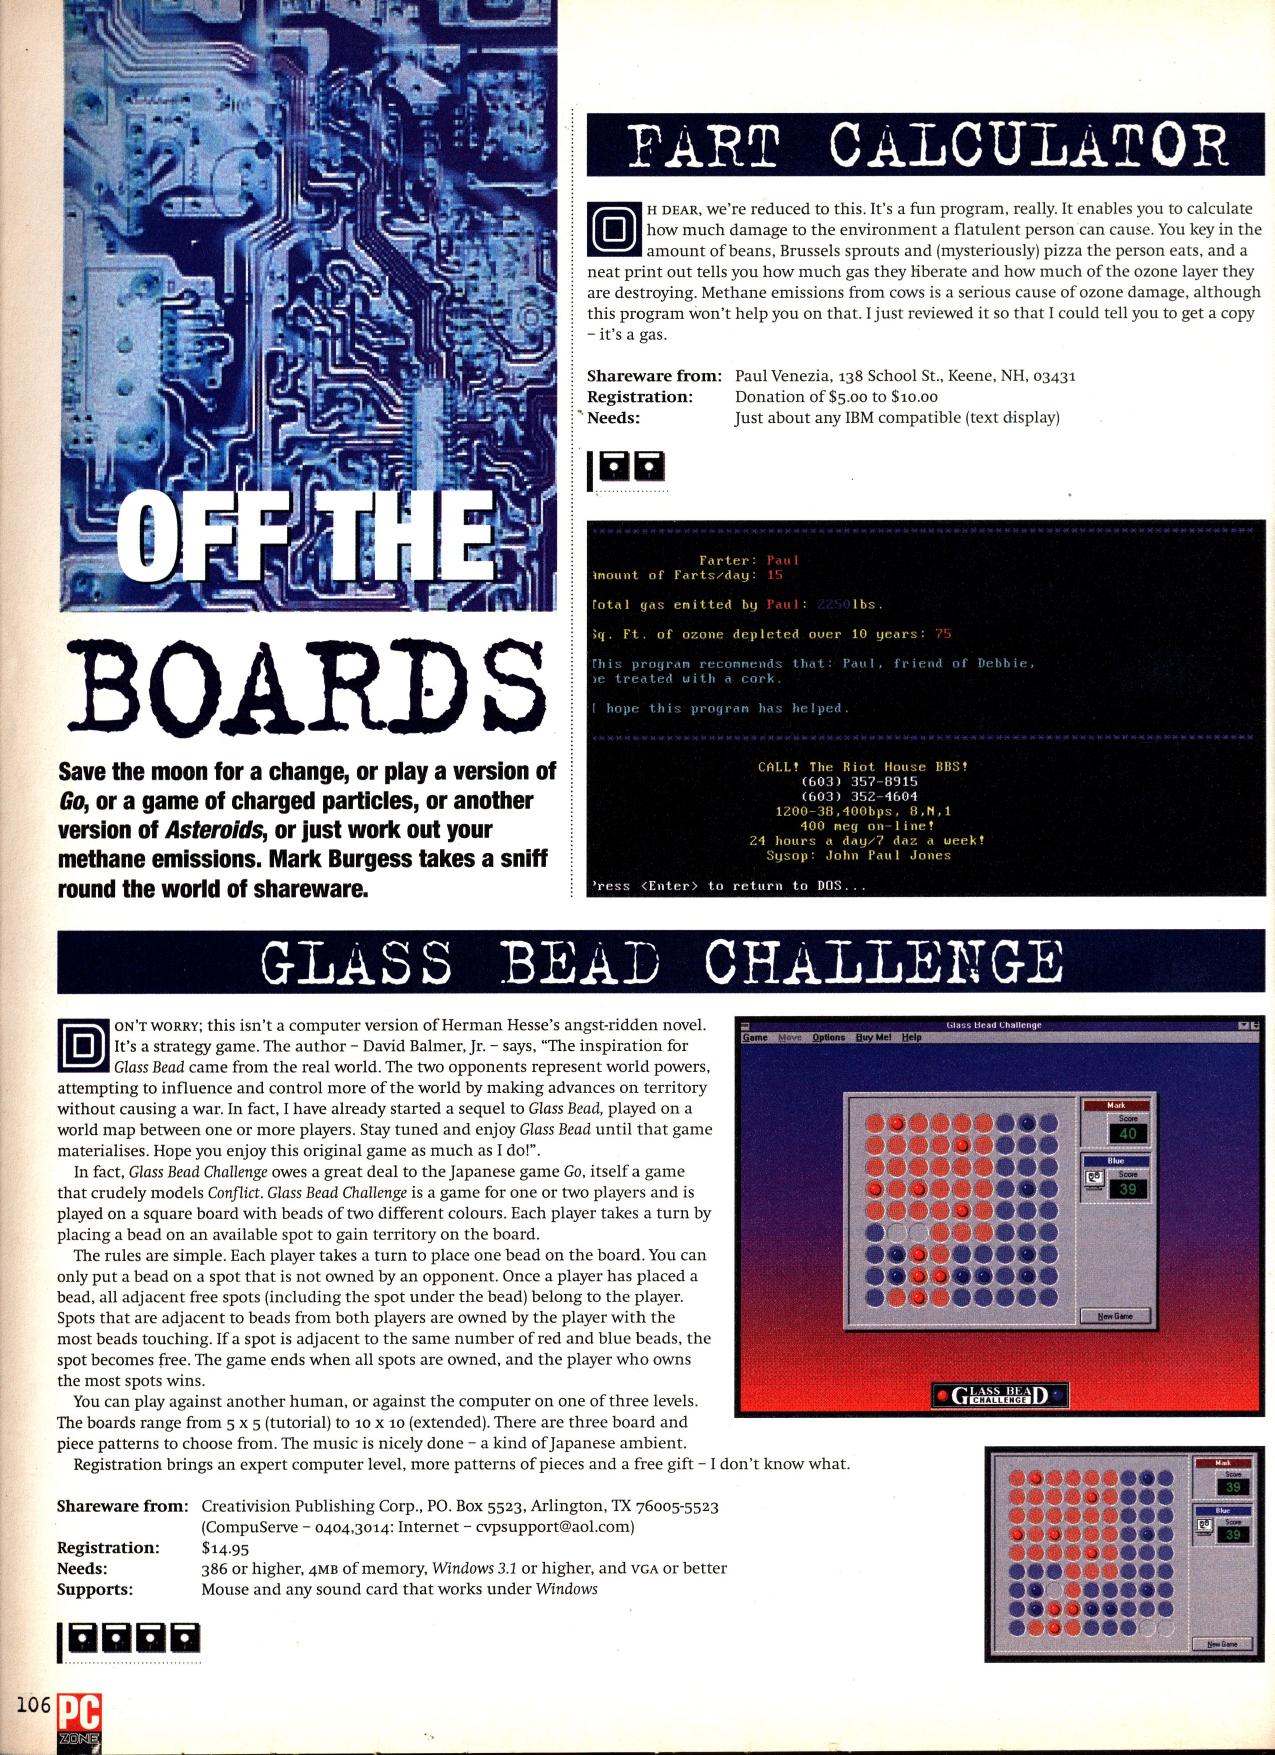 OFF THE
BOARDS
Save the moon for a change, or play a version of
Go, or a game of charged particles, or another
version of Asteroids, or just work out your
methane emissions. Mark Burgess takes a sniff
round the world of shareware.
FART CALCULATOR
OH DEAR, we're reduced to this. It's a fun program, really. It enables you to calculate
how much damage to the environment a flatulent person can cause. You key in the
amount of beans, Brussels sprouts and (mysteriously) pizza the person eats, and a
neat print out tells you how much gas they liberate and how much of the ozone layer they
are destroying. Methane emissions from cows is a serious cause of ozone damage, although
this program won't help you on that. I just reviewed it so that I could tell you to get a copy
– it's a gas.
Shareware from: Paul Venezia, 138 School St., Keene, NH, 03431
Registration: Donation of $5.00 to $10.00
Needs: Just about any IBM compatible (text display)
Farter: Paul
Amount of Farts/day: 15
Total gas emitted by Paul: 2250lbs.
Sq. Ft. of ozone depleted over 10 years: 75
This program recommends that: Paul, friend of Debbie,
be treated with a cork.
I hope this program has helped.
CALL! The Riot House BBS!
(603) 357-8915
(603) 352-4604
1200-38,400bps, 8,N,1
400 meg on-line!
24 hours a day/7 daz a week!
Sysop: John Paul Jones
Press <Enter> to return to DOS...
GLASS BEAD CHALLENGE
DON'T WORRY; this isn't a computer version of Herman Hesse's angst-ridden novel.
It's a strategy game. The author – David Balmer, Jr. – says, "The inspiration for
Glass Bead came from the real world. The two opponents represent world powers,
attempting to influence and control more of the world by making advances on territory
without causing a war. In fact, I have already started a sequel to Glass Bead, played on a
world map between one or more players. Stay tuned and enjoy Glass Bead until that game
materialises. Hope you enjoy this original game as much as I do!".
In fact, Glass Bead Challenge owes a great deal to the Japanese game Go, itself a game
that crudely models Conflict. Glass Bead Challenge is a game for one or two players and is
played on a square board with beads of two different colours. Each player takes a turn by
placing a bead on an available spot to gain territory on the board.
The rules are simple. Each player takes a turn to place one bead on the board. You can
only put a bead on a spot that is not owned by an opponent. Once a player has placed a
bead, all adjacent free spots (including the spot under the bead) belong to the player.
Spots that are adjacent to beads from both players are owned by the player with the
most beads touching. If a spot is adjacent to the same number of red and blue beads, the
spot becomes free. The game ends when all spots are owned, and the player who owns
the most spots wins.
You can play against another human, or against the computer on one of three levels.
The boards range from 5 x 5 (tutorial) to 10 x 10 (extended). There are three board and
piece patterns to choose from. The music is nicely done – a kind of Japanese ambient.
Registration brings an expert computer level, more patterns of pieces and a free gift – I don't know what.
Shareware from: Creativision Publishing Corp., PO. Box 5523, Arlington, TX 76005-5523
(CompuServe – 0404,3014: Internet – cvpsupport@aol.com)
Registration: $14.95
Needs: 386 or higher, 4MB of memory, Windows 3.1 or higher, and VGA or better
Supports: Mouse and any sound card that works under Windows
Glass Bead Challenge
Game Move Options Buy Me! Help
Mark
Score
40
Blue
Score
39
New Game
GLASS BEAD
CHALLENGE
Mark
Score
39
Blue
Score
39
New Game
106 PC
ZONE